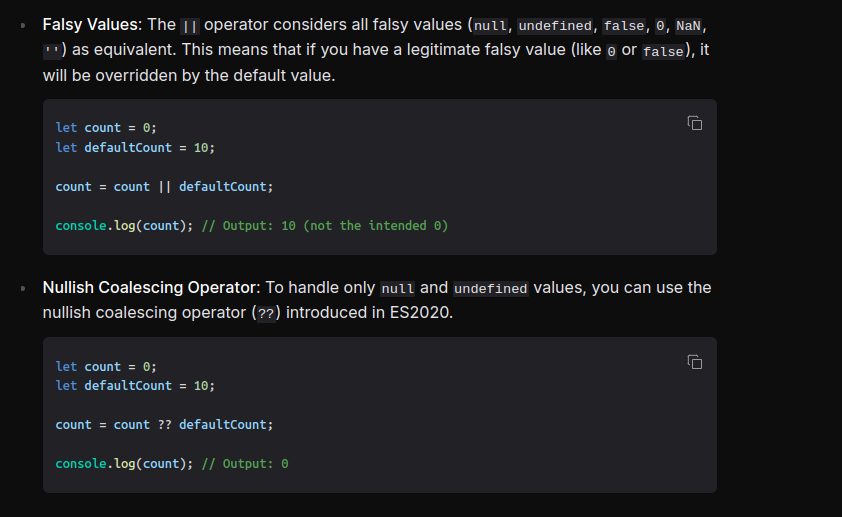 Falsy Values: The || operator considers all falsy values (null, undefined, false, 0, NaN,
'') as equivalent. This means that if you have a legitimate falsy value (like 0 or false), it
will be overridden by the default value.
let count = 0;
let defaultCount = 10;
count = count || defaultCount;
console.log(count); // Output: 10 (not the intended 0)
Nullish Coalescing Operator: To handle only null and undefined values, you can use the
nullish coalescing operator (??) introduced in ES2020.
let count = 0;
let defaultCount = 10;
count = count ?? defaultCount;
console.log(count); // Output: 0